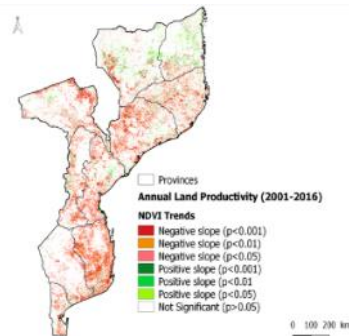 Provinces
Annual Land Productivity (2001-2016)
NDVI Trends
Negative slope (p<0.001)
Negative slope (p<0.01)
Negative slope (p<0.05)
Positive slope (p<0.001)
Positive slope (p<0.01
Positive slope (p<0.05)
Not Significant (p>0.05)
0 100 200 km